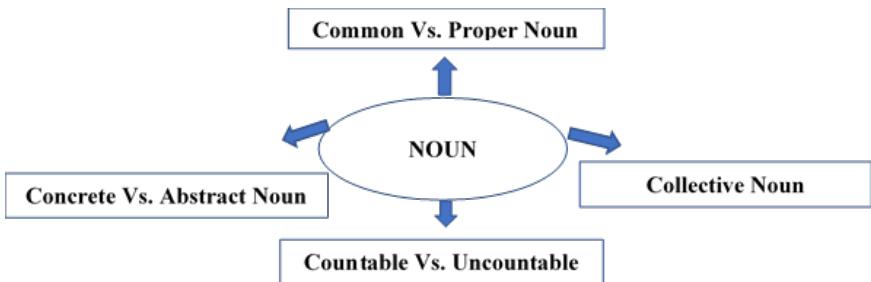 Common Vs. Proper Noun
NOUN
Concrete Vs. Abstract Noun
Collective Noun
Countable Vs. Uncountable